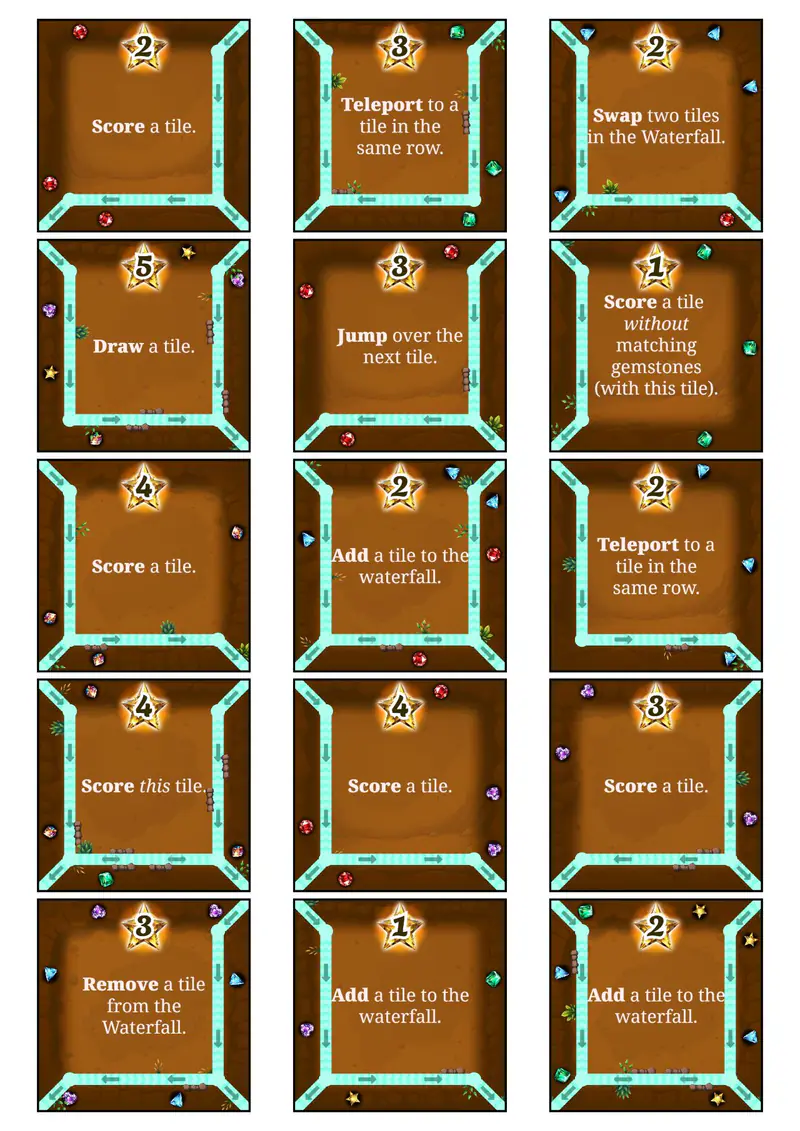 2
Score a tile.
3
Teleport to a
tile in the
same row.
2
Swap two tiles
in the Waterfall.
5
Draw a tile.
3
Jump over the
next tile.
1
Score a tile
without
matching
gemstones
(with this tile).
4
Score a tile.
2
Add a tile to the
waterfall.
2
Teleport to a
tile in the
same row.
4
Score this tile.
4
Score a tile.
3
Score a tile.
3
Remove a tile
from the
Waterfall.
1
Add a tile to the
waterfall.
2
Add a tile to the
waterfall.